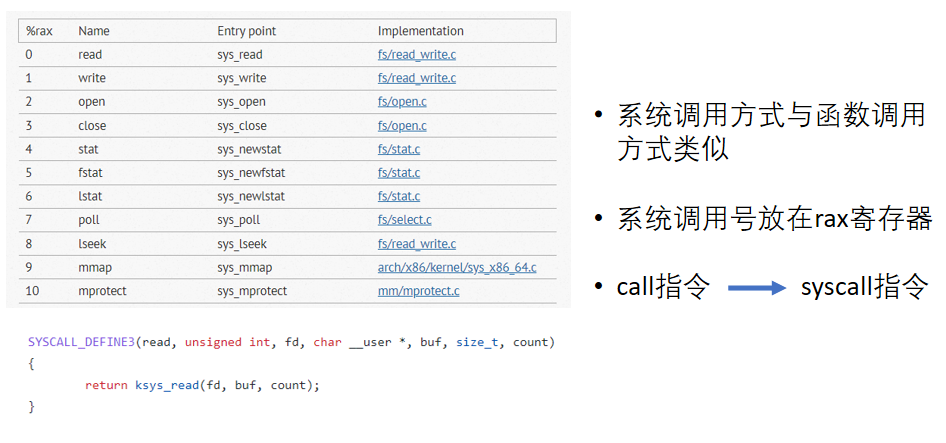 %rax Name Entry point Implementation
0 read sys_read fs/read_write.c
1 write sys_write fs/read_write.c
2 open sys_open fs/open.c
3 close sys_close fs/open.c
4 stat sys_newstat fs/stat.c
5 fstat sys_newfstat fs/stat.c
6 lstat sys_newlstat fs/stat.c
7 poll sys_poll fs/select.c
8 lseek sys_lseek fs/read_write.c
9 mmap sys_mmap arch/x86/kernel/sys_x86_64.c
10 mprotect sys_mprotect mm/mprotect.c
SYSCALL_DEFINE3(read, unsigned int, fd, char __user *, buf, size_t, count)
{
return ksys_read(fd, buf, count);
}
• 系统调用方式与函数调用
方式类似
• 系统调用号放在rax寄存器
• call指令 syscall指令